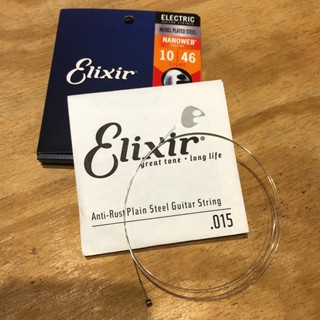 ELECTRIC
NICKEL PLATED STEEL
NANOWEB
10 46
Elixir
Elixir
great tone • long life
Anti-Rust Plain Steel Guitar String
.015